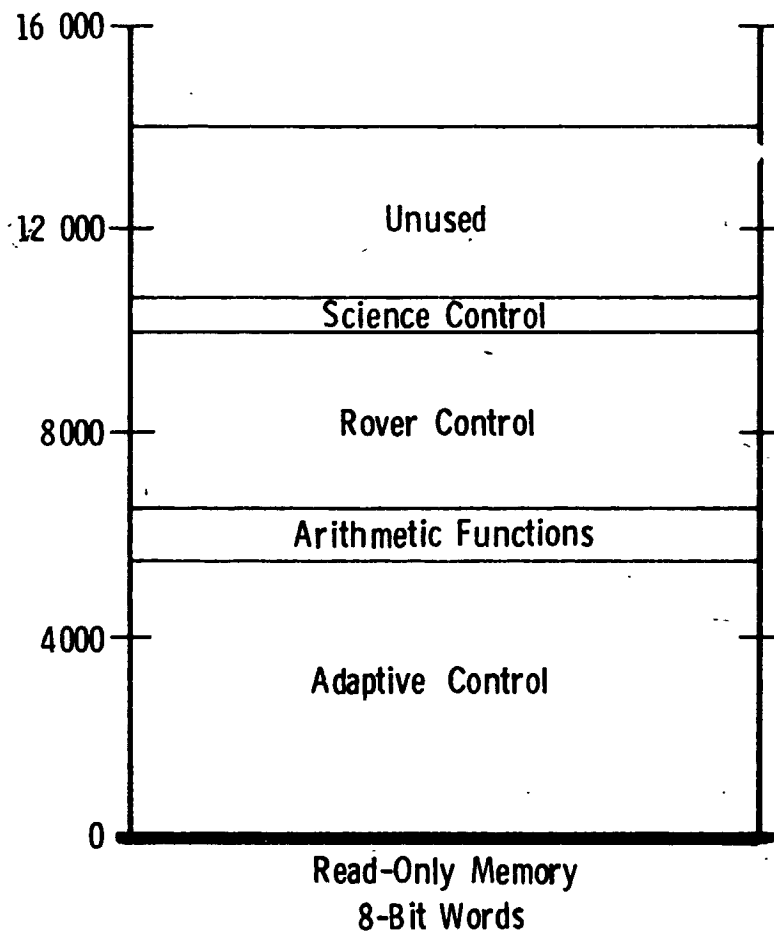 16 000
12 000
Unused
Science Control
8000
Rover Control
Arithmetic Functions
4000
Adaptive Control
0
Read-Only Memory
8-Bit Words